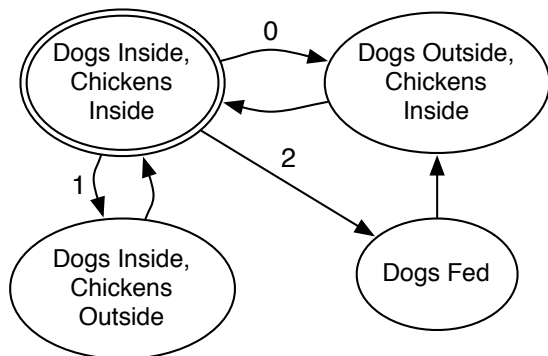 Dogs Inside,
Chickens
Inside
0
Dogs Outside,
Chickens
Inside
1
2
Dogs Inside,
Chickens
Outside
Dogs Fed